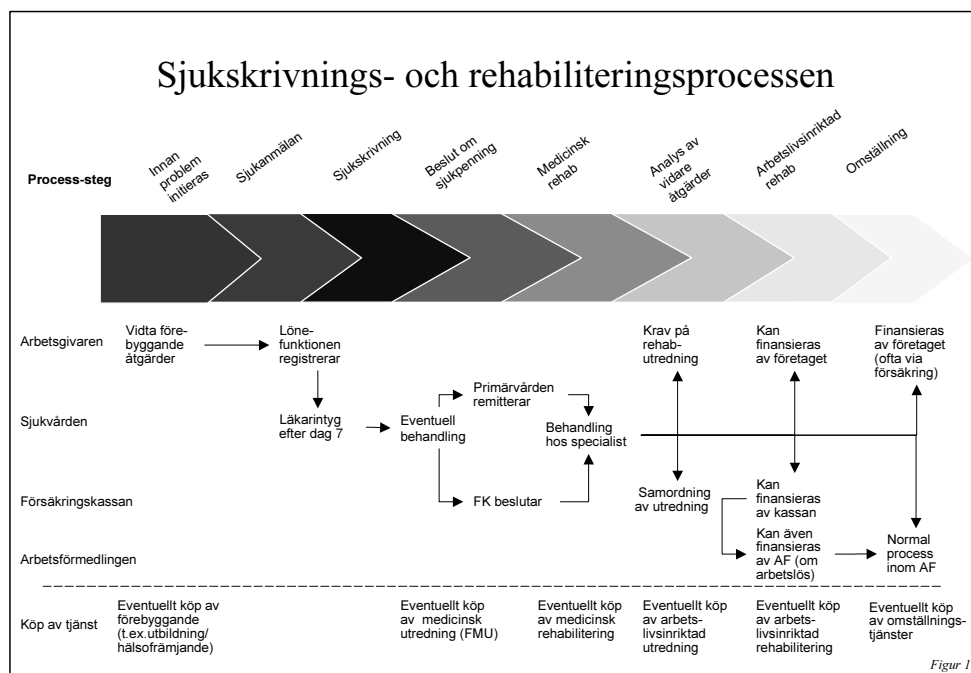 Sjukskrivnings- och rehabiliteringsprocessen
Process-steg
Innan
problem
initieras
Sjukanmälan
Sjukskrivning
Beslut om
sjukpenning
Medicinsk
rehab
Analys av
vidare
åtgärder
Arbetslivsinriktad
rehab
Omställning
Arbetsgivaren
Vidta före-
byggande
åtgärder
Löne-
funktionen
registrerar
Krav på
rehab-
utredning
Kan
finansieras
av företaget
Finansieras
av företaget
(ofta via
försäkring)
Sjukvården
Läkarintyg
efter dag 7
Eventuell
behandling
Primärvården
remitterar
Behandling
hos specialist
Försäkringskassan
FK beslutar
Samordning
av utredning
Kan
finansieras
av kassan
Arbetsförmedlingen
Kan även
finansieras
av AF (om
arbetslös)
Normal
process
inom AF
Köp av tjänst
Eventuellt köp av
förebyggande
(t.ex.utbildning/
hälsofrämjande)
Eventuellt köp
av medicinsk
utredning (FMU)
Eventuellt köp
av medicinsk
rehabilitering
Eventuellt köp
av arbets-
livsinriktad
utredning
Eventuellt köp
av arbets-
livsinriktad
rehabilitering
Eventuellt köp
av omställnings-
tjänster
Figur 1